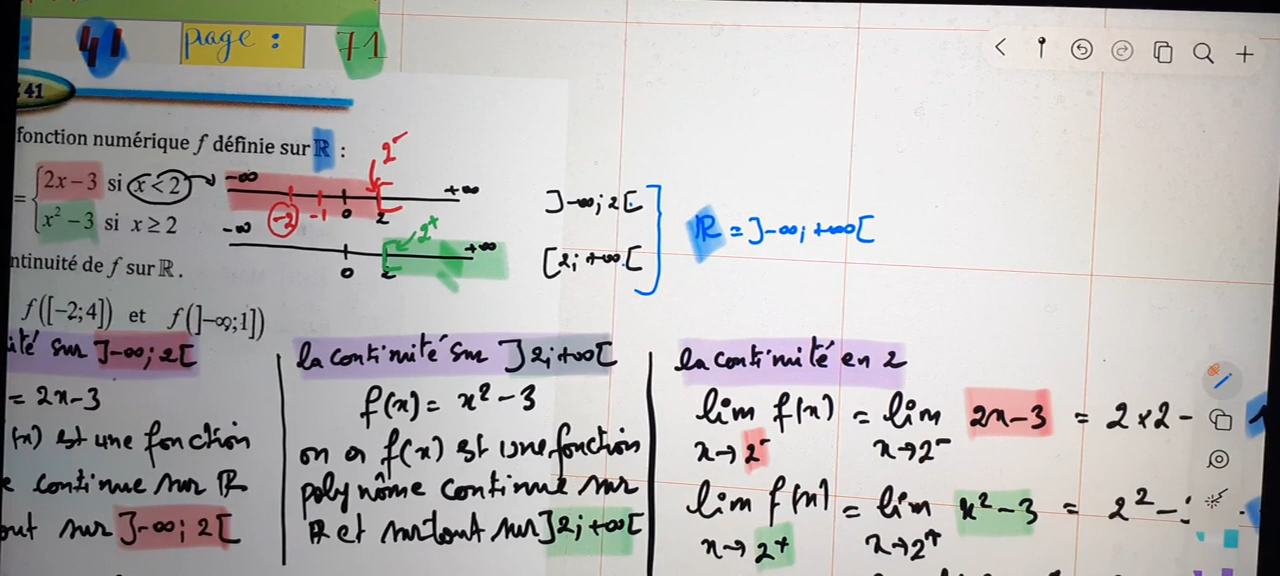 41 page : 71
41
fonction numérique f définie sur ℝ :
= { 2x – 3 si x < 2
x² – 3 si x ≥ 2
-∞ -2 -1 0 2 2⁻ +∞
-∞ 0 2 2⁺ +∞
]-∞; 2[
[2; +∞[
ℝ = ]-∞; +∞[
ntinuité de f sur ℝ.
f([-2;4]) et f(]-∞;1])
ité sur ]-∞; 2[
= 2x-3
(x) est une fonction
e continue sur ℝ
out sur ]-∞; 2[
la continuité sur ]2; +∞[
f(x) = x² - 3
on a f(x) est une fonction
polynôme continue sur
ℝ et surtout sur ]2; +∞[
la continuité en 2
lim f(x) = lim 2x-3 = 2×2 -
x→2⁻ x→2⁻
lim f(x) = lim x²-3 = 2² -
x→2⁺ x→2⁺